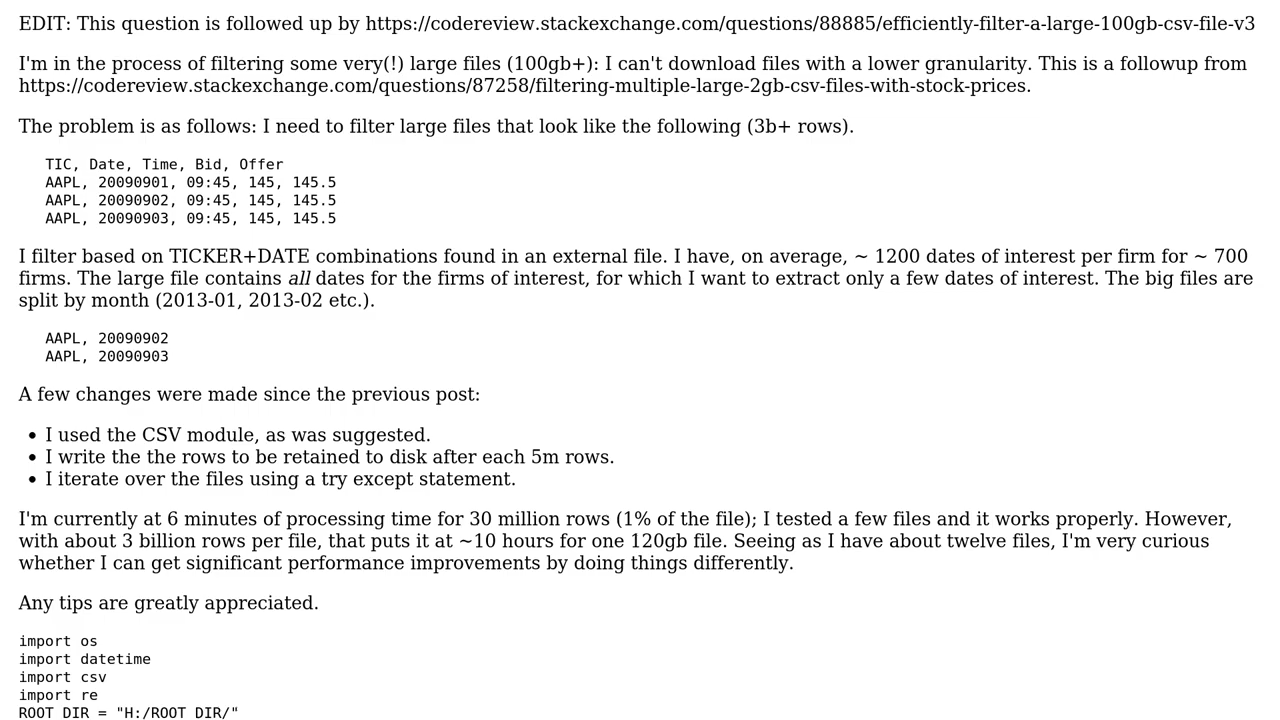 EDIT: This question is followed up by https://codereview.stackexchange.com/questions/88885/efficiently-filter-a-large-100gb-csv-file-v3
I'm in the process of filtering some very(!) large files (100gb+): I can't download files with a lower granularity. This is a followup from
https://codereview.stackexchange.com/questions/87258/filtering-multiple-large-2gb-csv-files-with-stock-prices.
The problem is as follows: I need to filter large files that look like the following (3b+ rows).
TIC, Date, Time, Bid, Offer
AAPL, 20090901, 09:45, 145, 145.5
AAPL, 20090902, 09:45, 145, 145.5
AAPL, 20090903, 09:45, 145, 145.5
I filter based on TICKER+DATE combinations found in an external file. I have, on average, ~ 1200 dates of interest per firm for ~ 700
firms. The large file contains all dates for the firms of interest, for which I want to extract only a few dates of interest. The big files are
split by month (2013-01, 2013-02 etc.).
AAPL, 20090902
AAPL, 20090903
A few changes were made since the previous post:
• I used the CSV module, as was suggested.
• I write the the rows to be retained to disk after each 5m rows.
• I iterate over the files using a try except statement.
I'm currently at 6 minutes of processing time for 30 million rows (1% of the file); I tested a few files and it works properly. However,
with about 3 billion rows per file, that puts it at ~10 hours for one 120gb file. Seeing as I have about twelve files, I'm very curious
whether I can get significant performance improvements by doing things differently.
Any tips are greatly appreciated.
import os
import datetime
import csv
import re
ROOT_DIR = "H:/ROOT_DIR/"